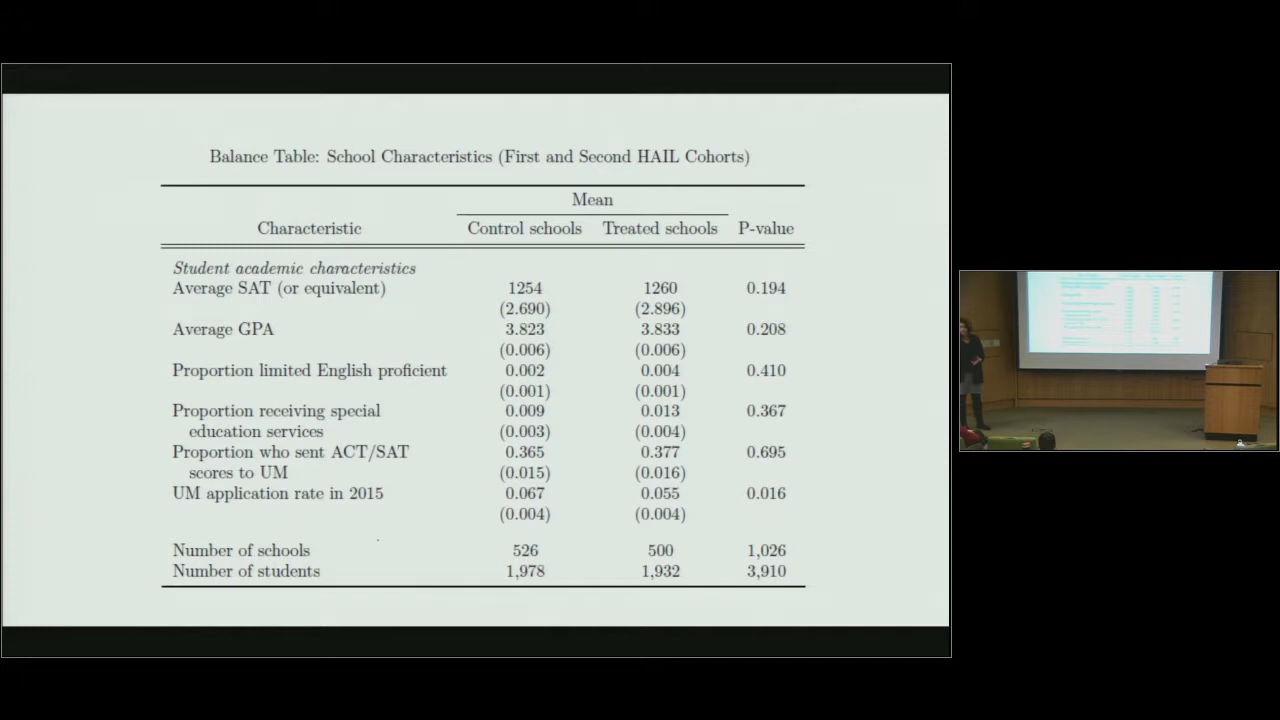 Balance Table: School Characteristics (First and Second HAIL Cohorts)
Mean
Characteristic Control schools Treated schools P-value
Student academic characteristics
Average SAT (or equivalent) 1254 1260 0.194
(2.690) (2.896)
Average GPA 3.823 3.833 0.208
(0.006) (0.006)
Proportion limited English proficient 0.002 0.004 0.410
(0.001) (0.001)
Proportion receiving special 0.009 0.013 0.367
education services (0.003) (0.004)
Proportion who sent ACT/SAT 0.365 0.377 0.695
scores to UM (0.015) (0.016)
UM application rate in 2015 0.067 0.055 0.016
(0.004) (0.004)
Number of schools 526 500 1,026
Number of students 1,978 1,932 3,910